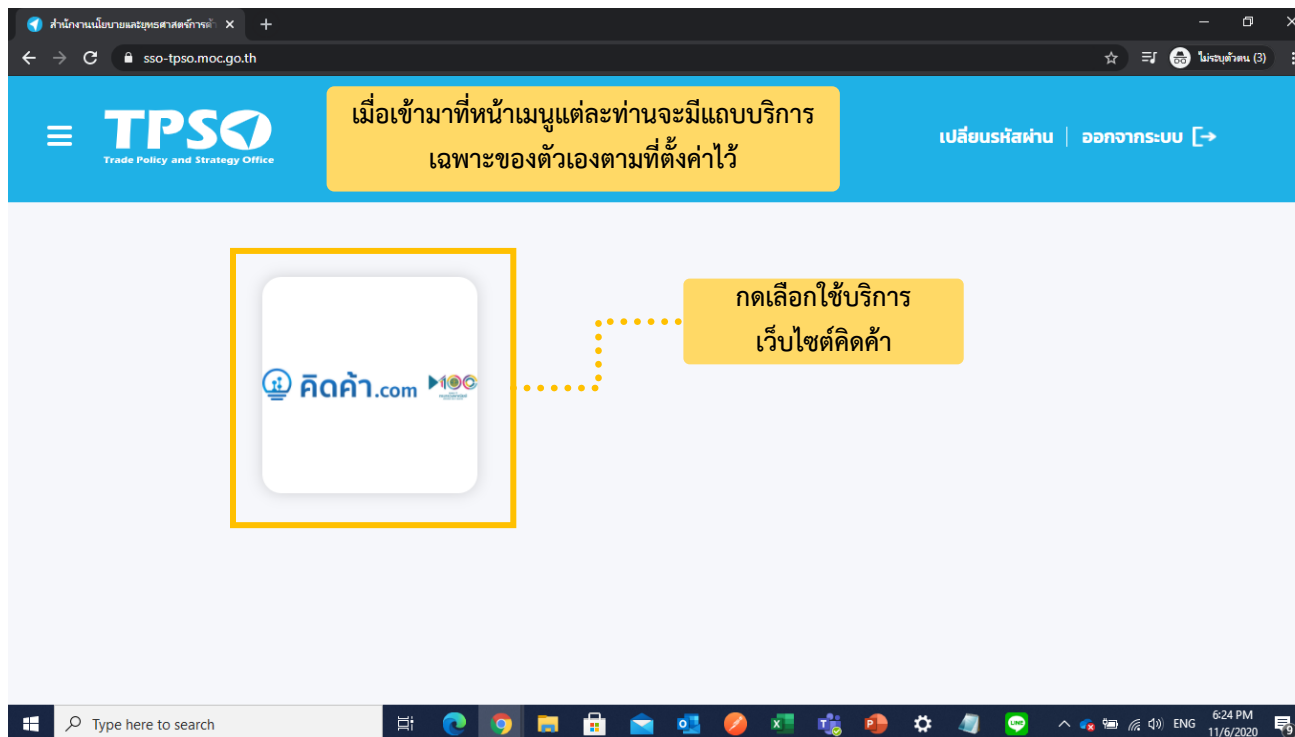 สำนักงานนโยบายและยุทธศาสตร์การค้า
sso-tpso.moc.go.th
ไม่ระบุตัวตน (3)
TPSO
Trade Policy and Strategy Office
เมื่อเข้ามาที่หน้าเมนูแต่ละท่านจะมีแถบบริการ
เฉพาะของตัวเองตามที่ตั้งค่าไว้
เปลี่ยนรหัสผ่าน | ออกจากระบบ
กดเลือกใช้บริการ
เว็บไซต์คิดค้า
คิดค้า.com
Type here to search
ENG
6:24 PM
11/6/2020
9